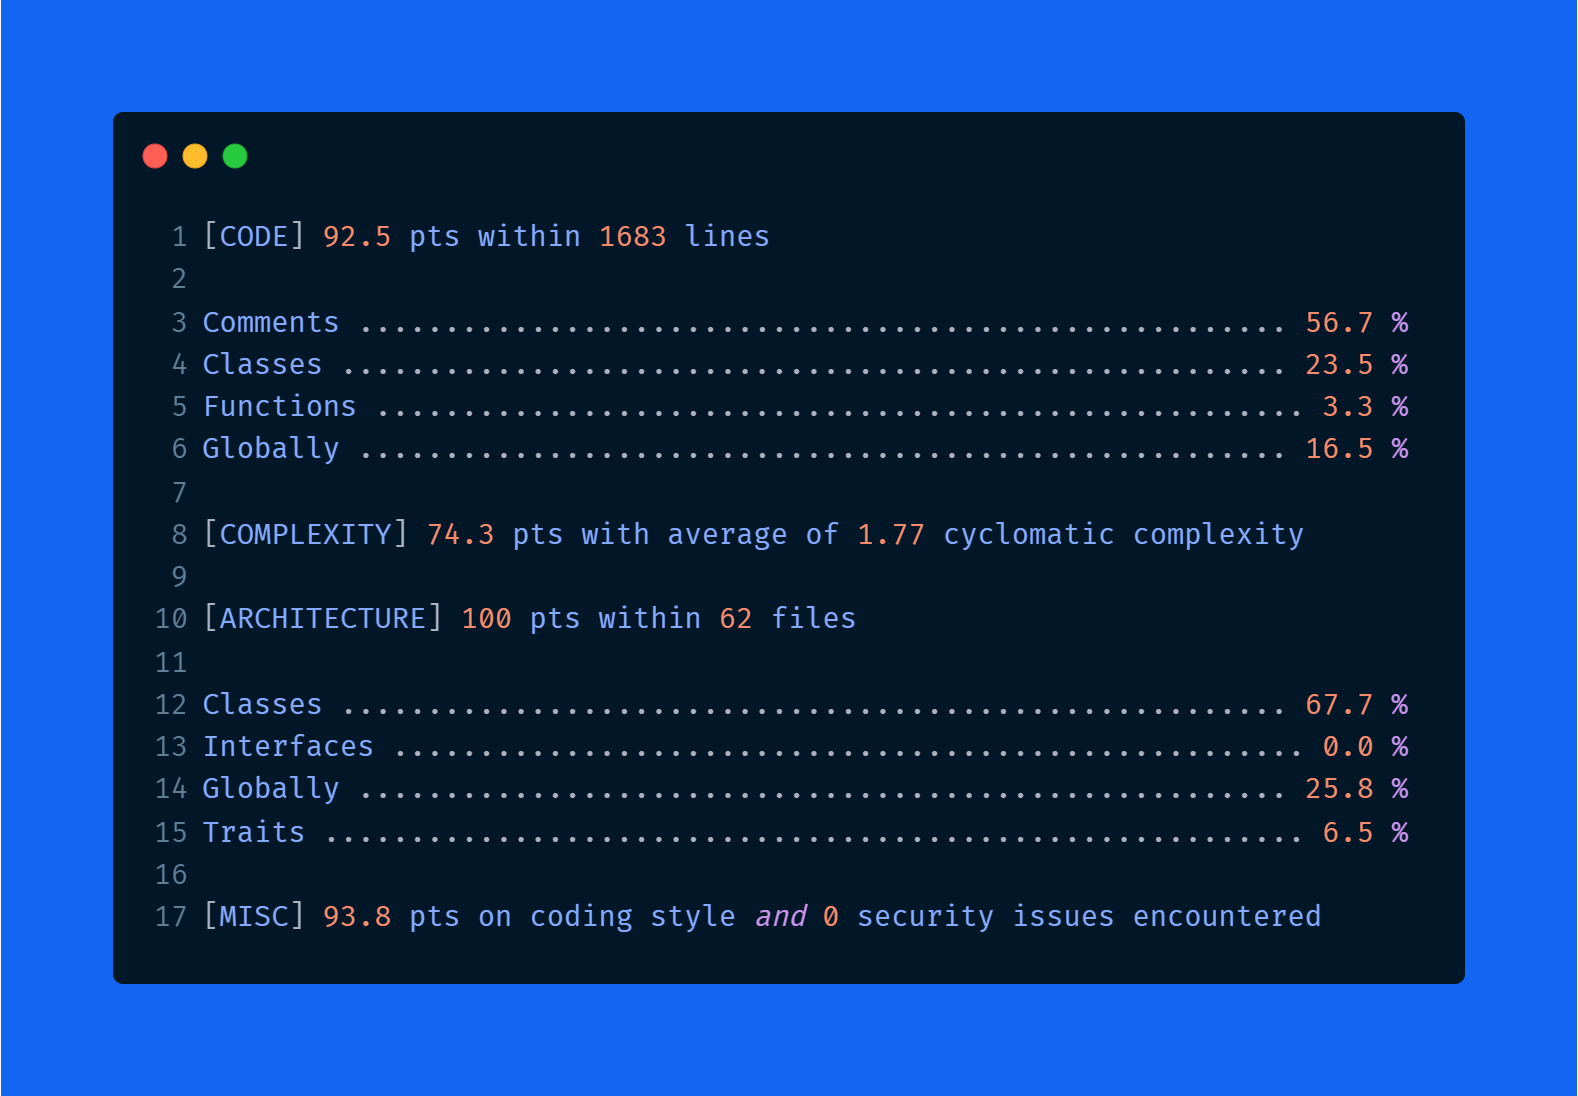 1 [CODE] 92.5 pts within 1683 lines
2
3 Comments ...................................................... 56.7 %
4 Classes ....................................................... 23.5 %
5 Functions ...................................................... 3.3 %
6 Globally ...................................................... 16.5 %
7
8 [COMPLEXITY] 74.3 pts with average of 1.77 cyclomatic complexity
9
10 [ARCHITECTURE] 100 pts within 62 files
11
12 Classes ....................................................... 67.7 %
13 Interfaces ..................................................... 0.0 %
14 Globally ...................................................... 25.8 %
15 Traits ......................................................... 6.5 %
16
17 [MISC] 93.8 pts on coding style and 0 security issues encountered